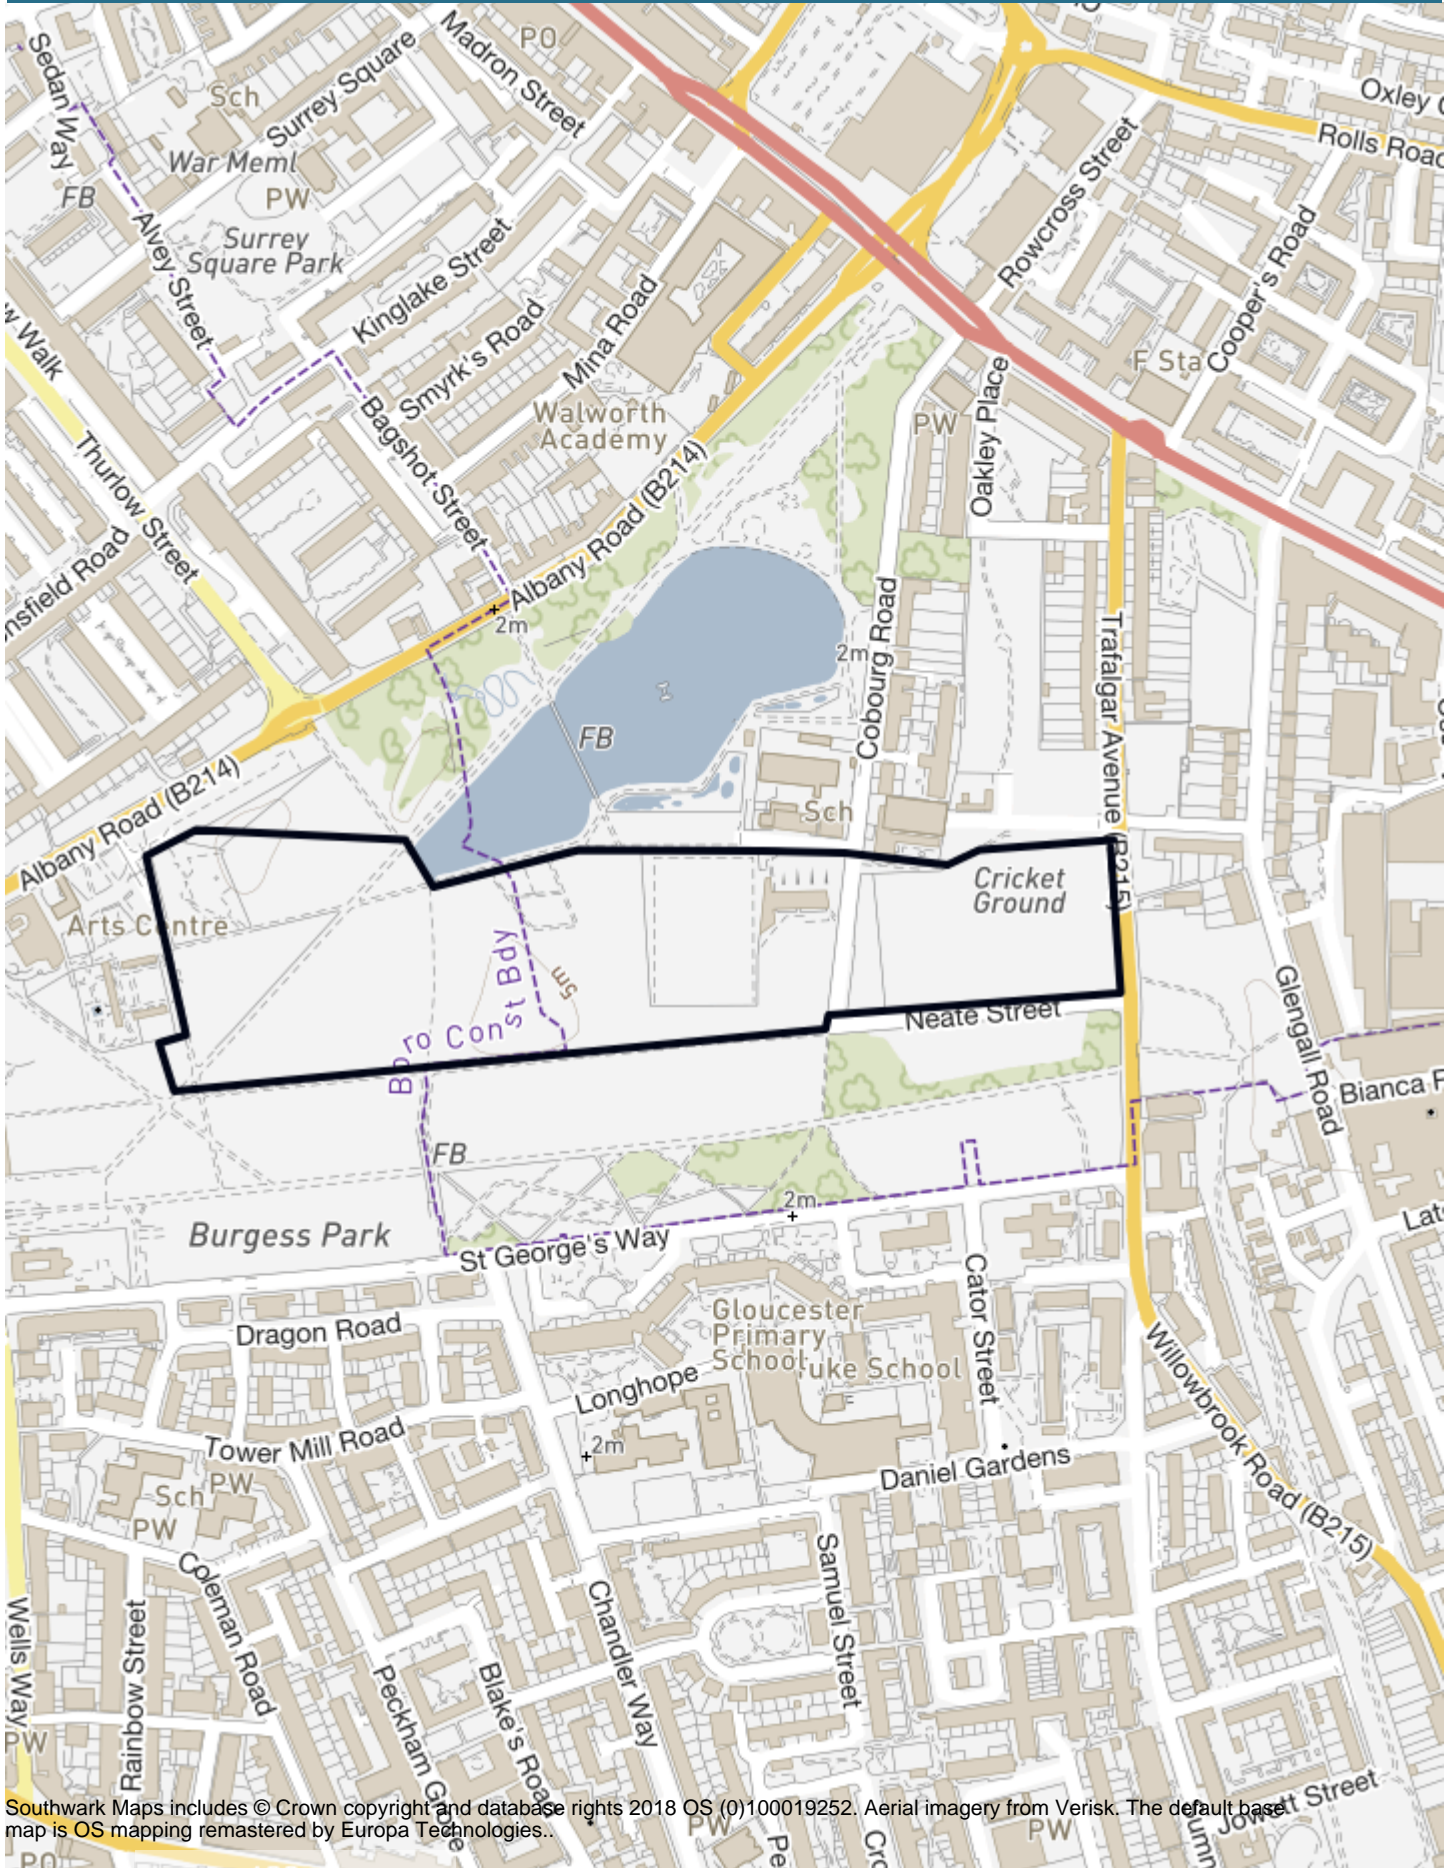 Sedan Way
Madron Street
PO
Sch
Surrey Square
War Meml
PW
FB
Surrey
Square Park
Alvey Street
Kinglake Street
Smyrk's Road
Mina Road
Walworth
Academy
Bagshot Street
Thurlow Street
Albany Road (B214)
2m
Oxley
Rolls Road
Rowcross Street
Cooper's Road
F Sta
Oakley Place
PW
Cobourg Road
Trafalgar Avenue (B215)
2m
FB
Sch
Albany Road (B214)
Arts Centre
Cricket
Ground
Boro Const Bdy
5m
Neate Street
Glengall Road
Bianca
FB
Burgess Park
2m
St George's Way
Dragon Road
Gloucester
Primary
School
uke School
Cator Street
Longhope
Willowbrook Road (B215)
Tower Mill Road
2m
Sch
PW
PW
Daniel Gardens
Coleman Road
Samuel Street
Wells Way
Rainbow Street
Chandler Way
Peckham Grove
Blake's Road
PW
Jowett Street
Southwark Maps includes © Crown copyright and database rights 2018 OS (0)100019252. Aerial imagery from Verisk. The default base
map is OS mapping remastered by Europa Technologies..
PW
PW
PO